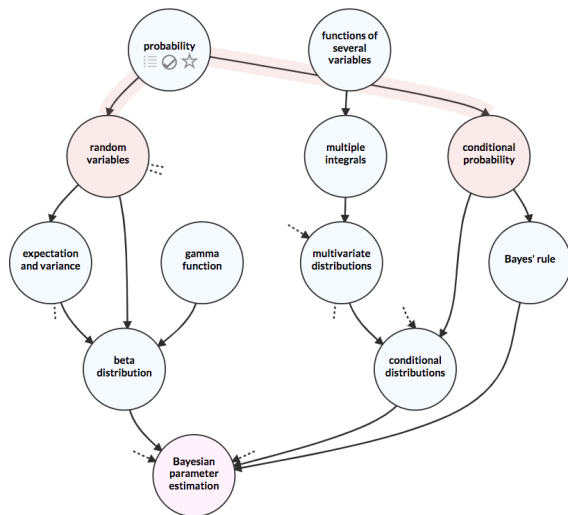 probability
functions of
several
variables
random
variables
multiple
integrals
conditional
probability
expectation
and variance
gamma
function
multivariate
distributions
Bayes' rule
beta
distribution
conditional
distributions
Bayesian
parameter
estimation